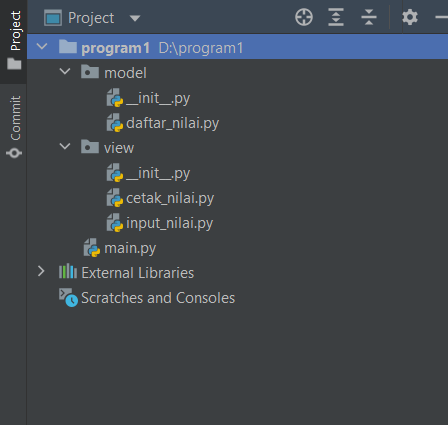 Project
Project
Commit
program1 D:\program1
model
__init__.py
daftar_nilai.py
view
__init__.py
cetak_nilai.py
input_nilai.py
main.py
External Libraries
Scratches and Consoles